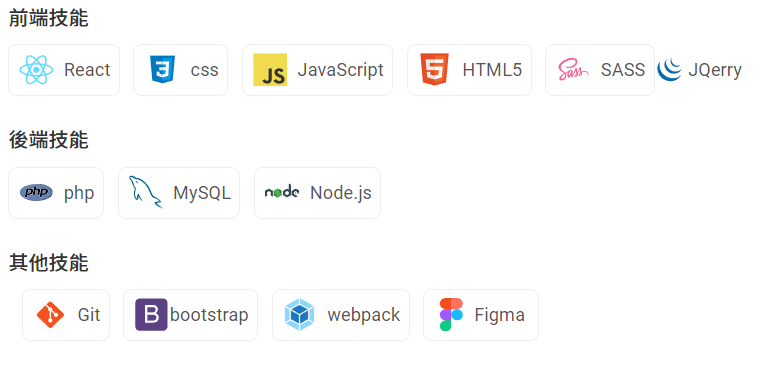 前端技能
React css JS JavaScript HTML5 Sass SASS JQerry
後端技能
php php MySQL node Node.js
其他技能
Git B bootstrap webpack Figma